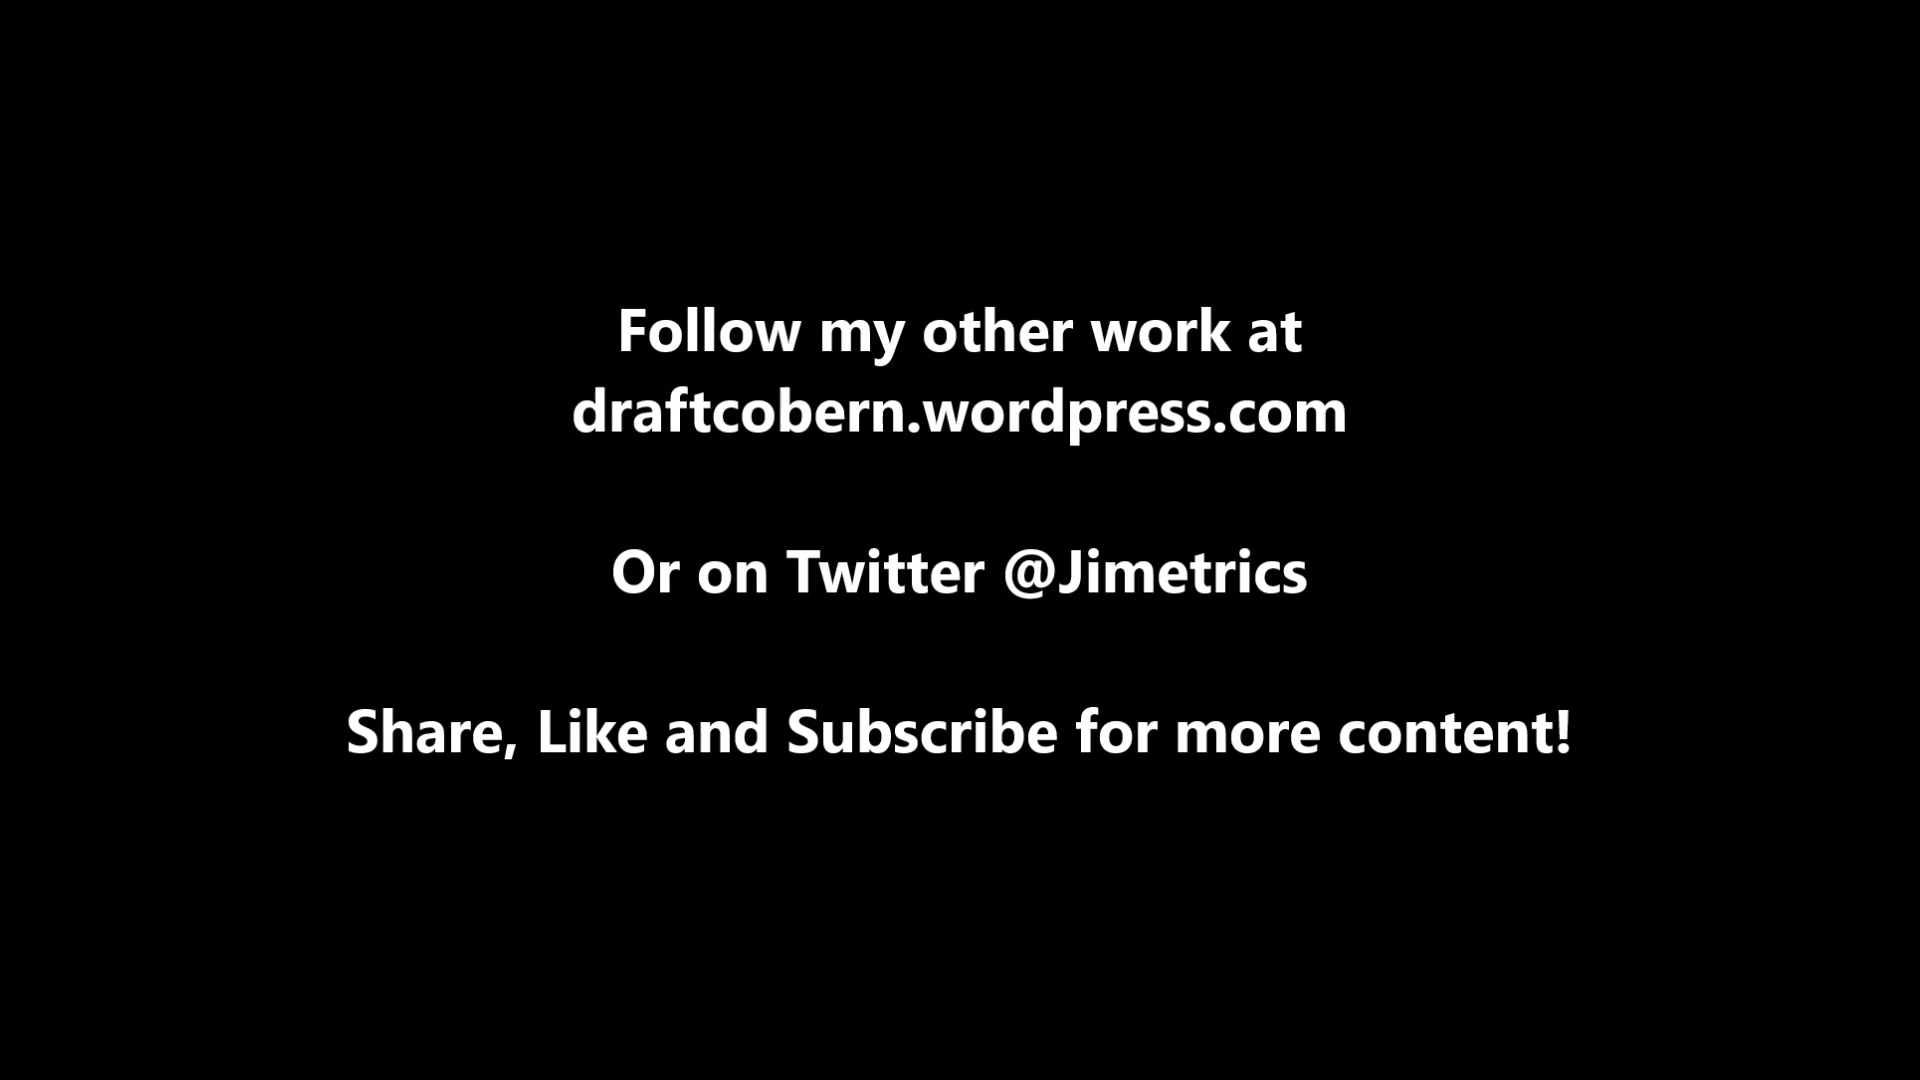 Follow my other work at
draftcobern.wordpress.com
Or on Twitter @Jimetrics
Share, Like and Subscribe for more content!